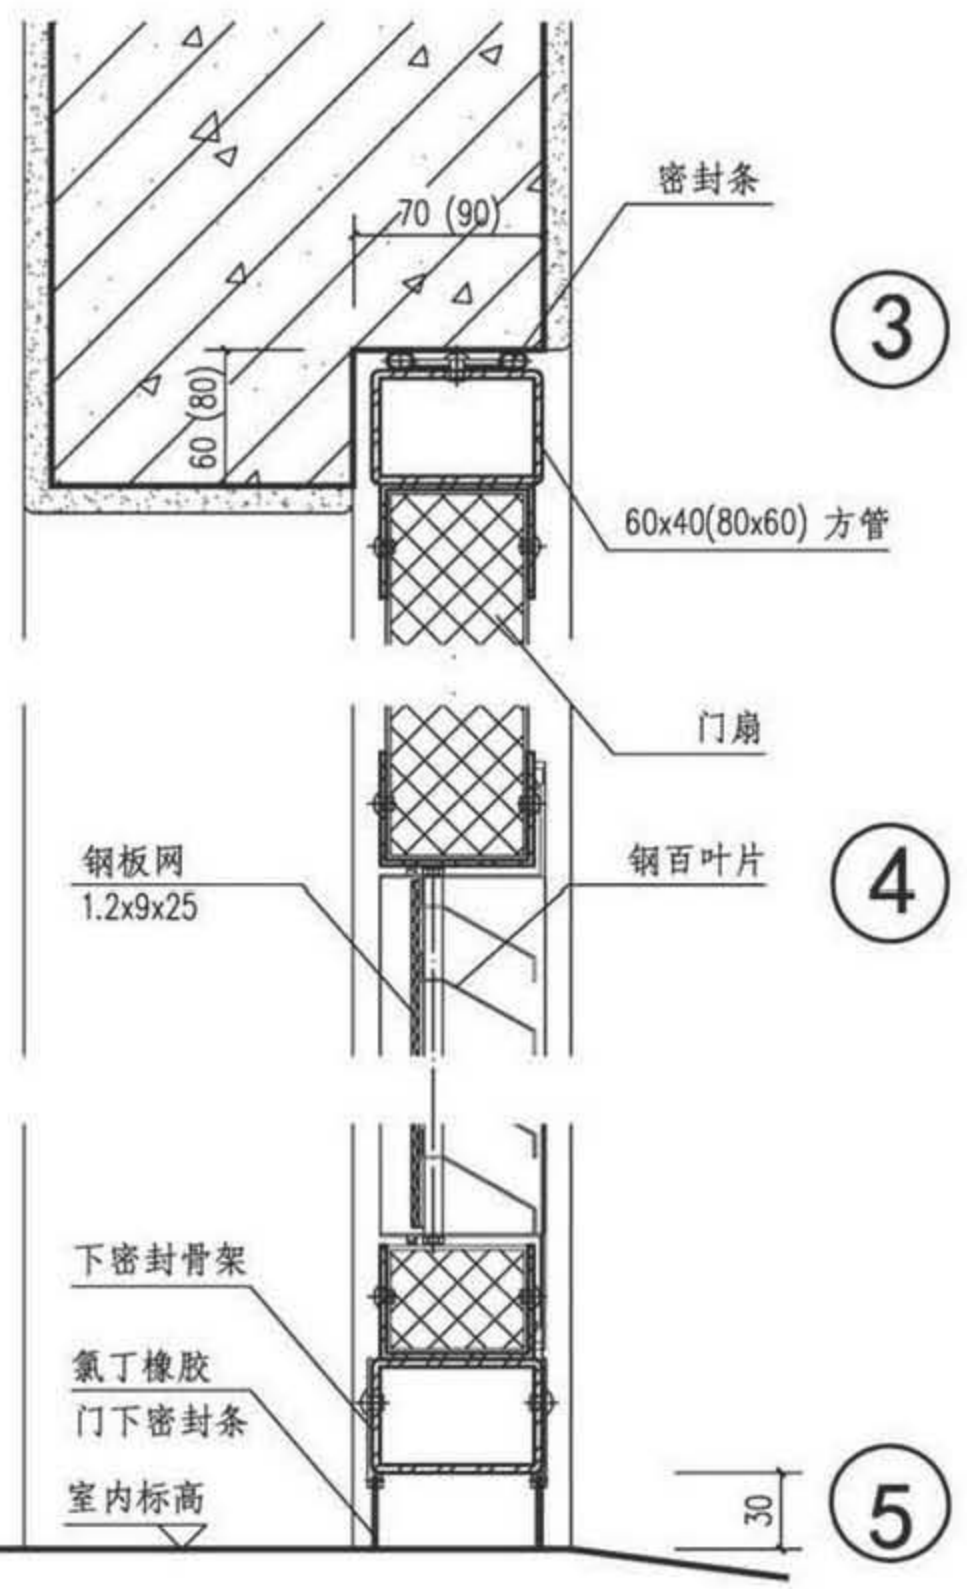 密封条
70 (90)
3
60 (80)
60x40(80x60) 方管
门扇
钢板网
1.2x9x25
钢百叶片
4
下密封骨架
氯丁橡胶
门下密封条
室内标高
30
5